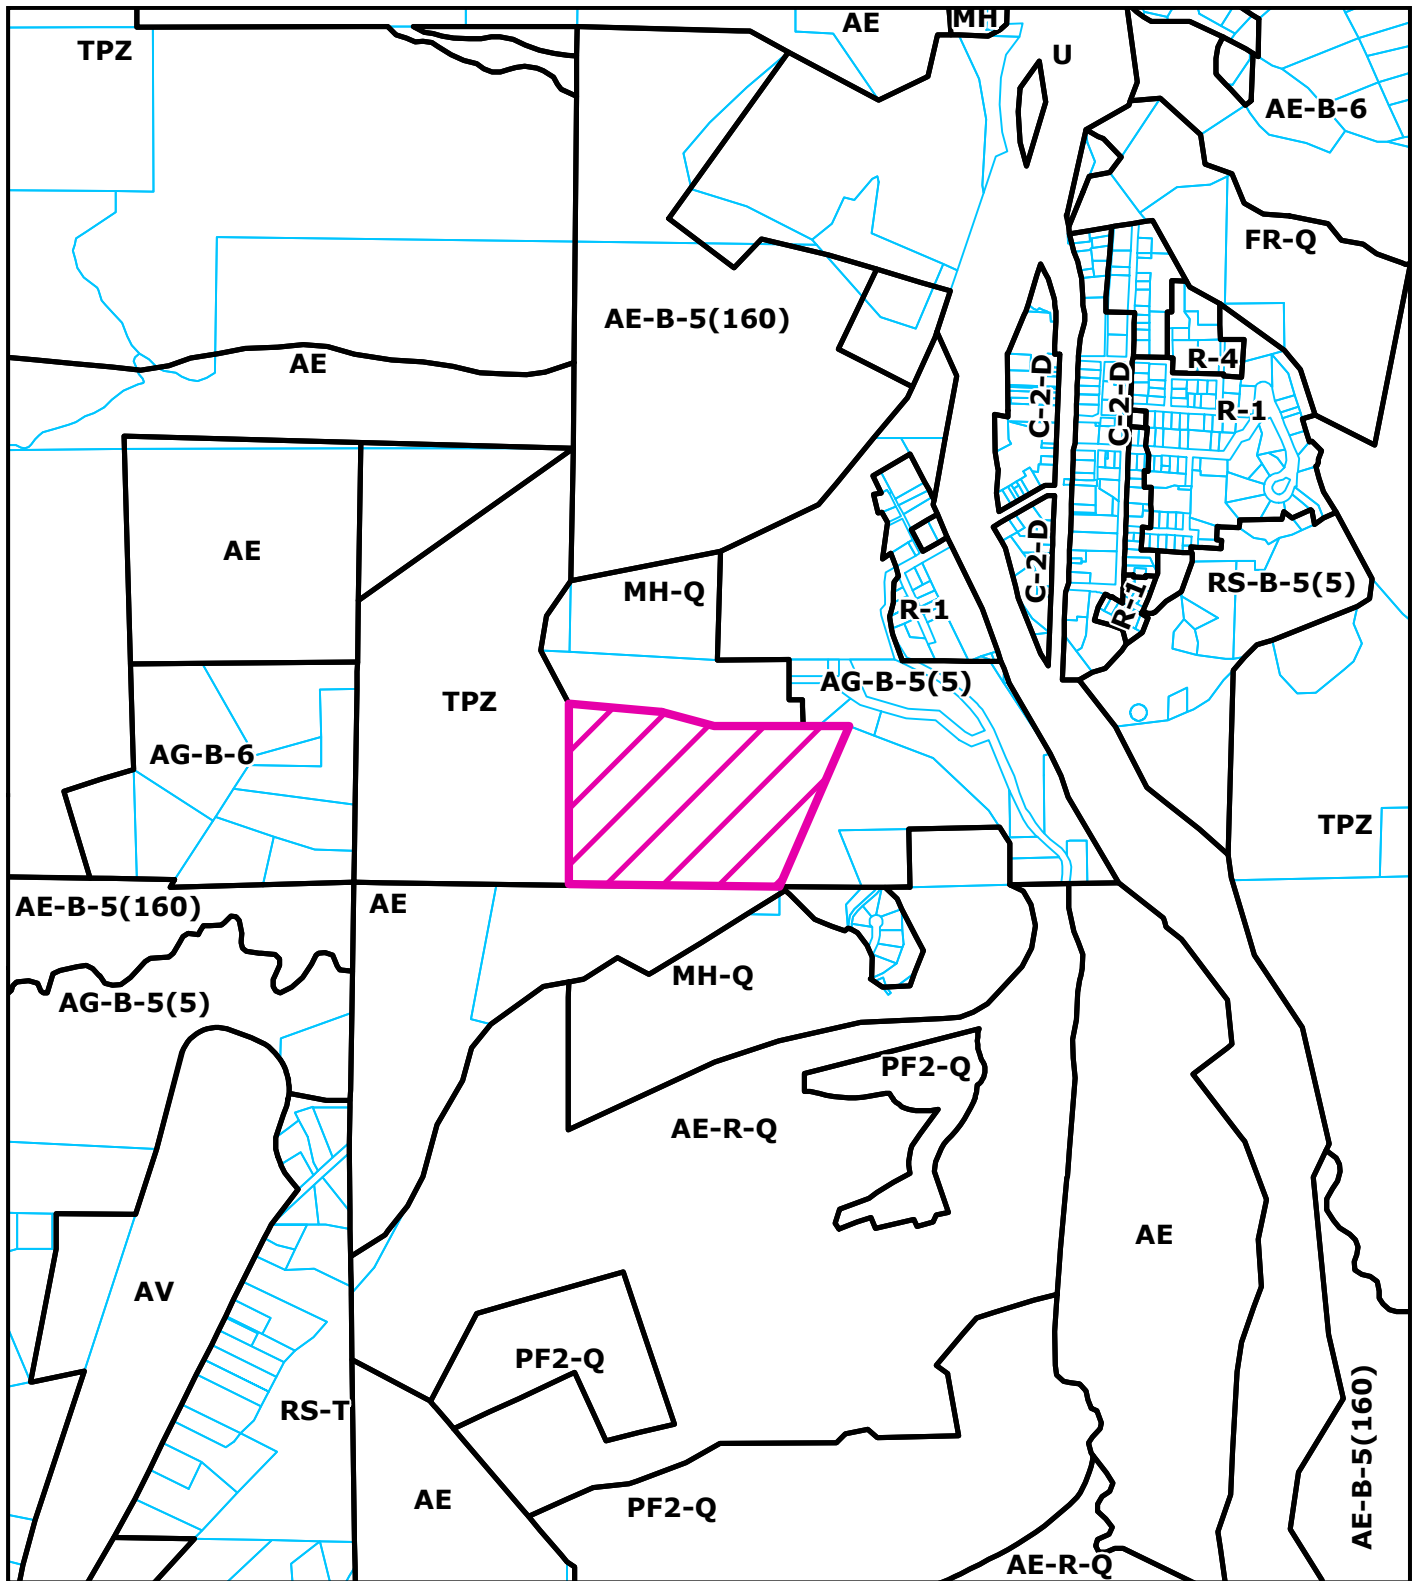 AE
MH
TPZ
U
AE-B-6
FR-Q
AE-B-5(160)
AE
R-4
C-2-D
C-2-D
R-1
AE
C-2-D
MH-Q
R-1
R-1
RS-B-5(5)
TPZ
AG-B-5(5)
AG-B-6
TPZ
AE-B-5(160)
AE
MH-Q
AG-B-5(5)
PF2-Q
AE-R-Q
AE
AV
PF2-Q
RS-T
AE-B-5(160)
AE
PF2-Q
AE-R-Q